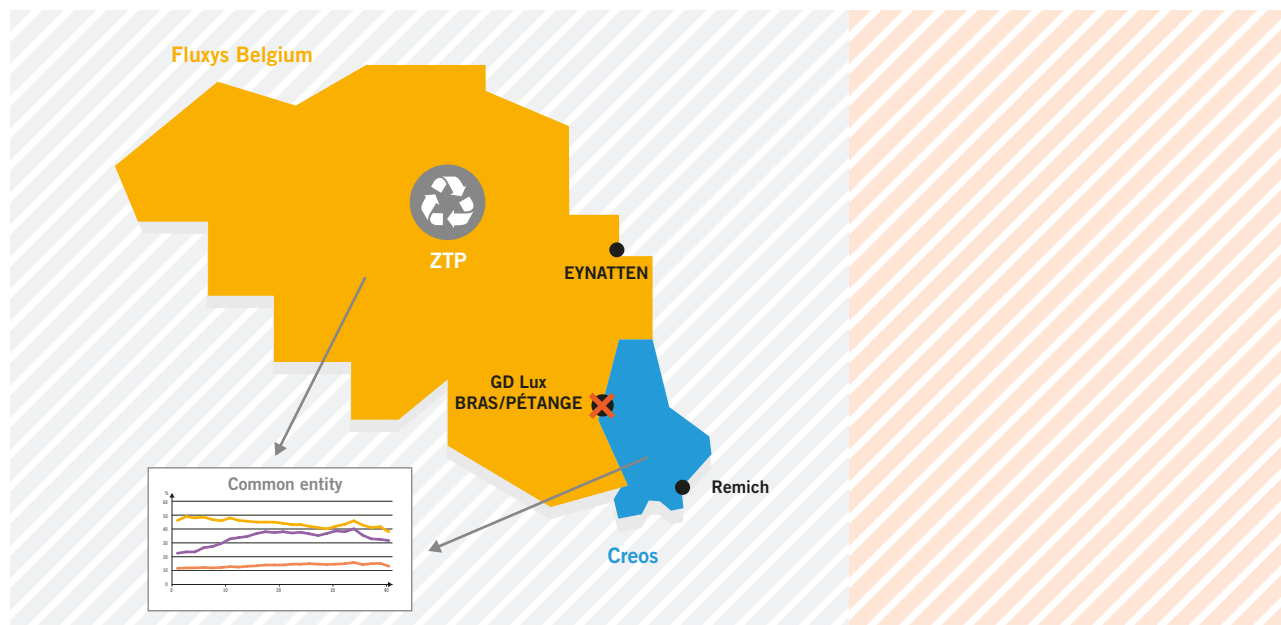 Fluxys Belgium
ZTP
EYNATTEN
GD Lux
BRAS/PÉTANGE
Remich
Creos
Common entity
%
60
50
40
30
20
10
0
0 10 20 30 40